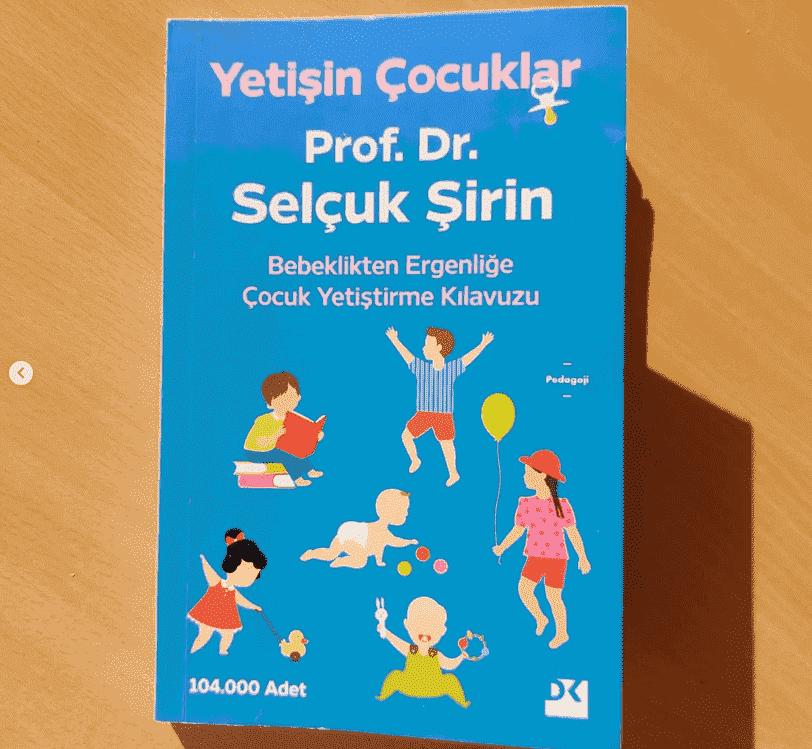 Yetişin Çocuklar
Prof. Dr.
Selçuk Şirin
Bebeklikten Ergenliğe
Çocuk Yetiştirme Kılavuzu
Pedagoji
104.000 Adet
DK